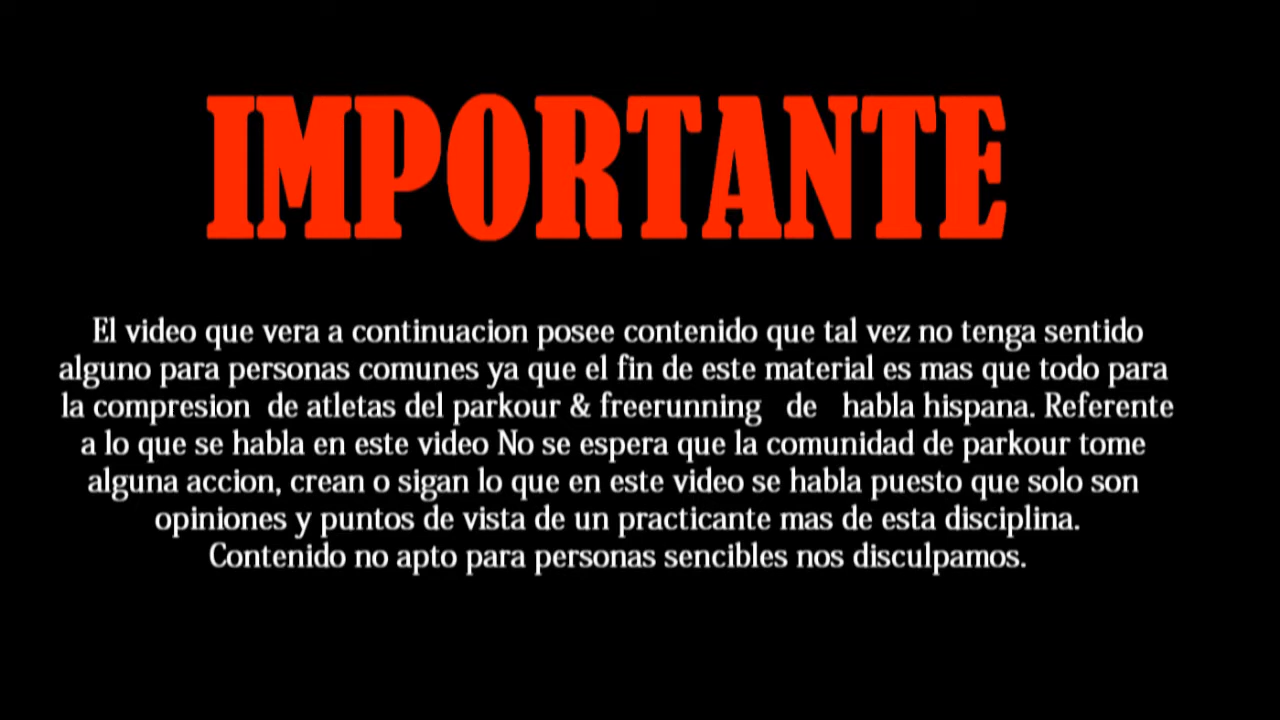 IMPORTANTE
El video que vera a continuacion posee contenido que tal vez no tenga sentido
alguno para personas comunes ya que el fin de este material es mas que todo para
la compresion de atletas del parkour & freerunning de habla hispana. Referente
a lo que se habla en este video No se espera que la comunidad de parkour tome
alguna accion, crean o sigan lo que en este video se habla puesto que solo son
opiniones y puntos de vista de un practicante mas de esta disciplina.
Contenido no apto para personas sencibles nos disculpamos.